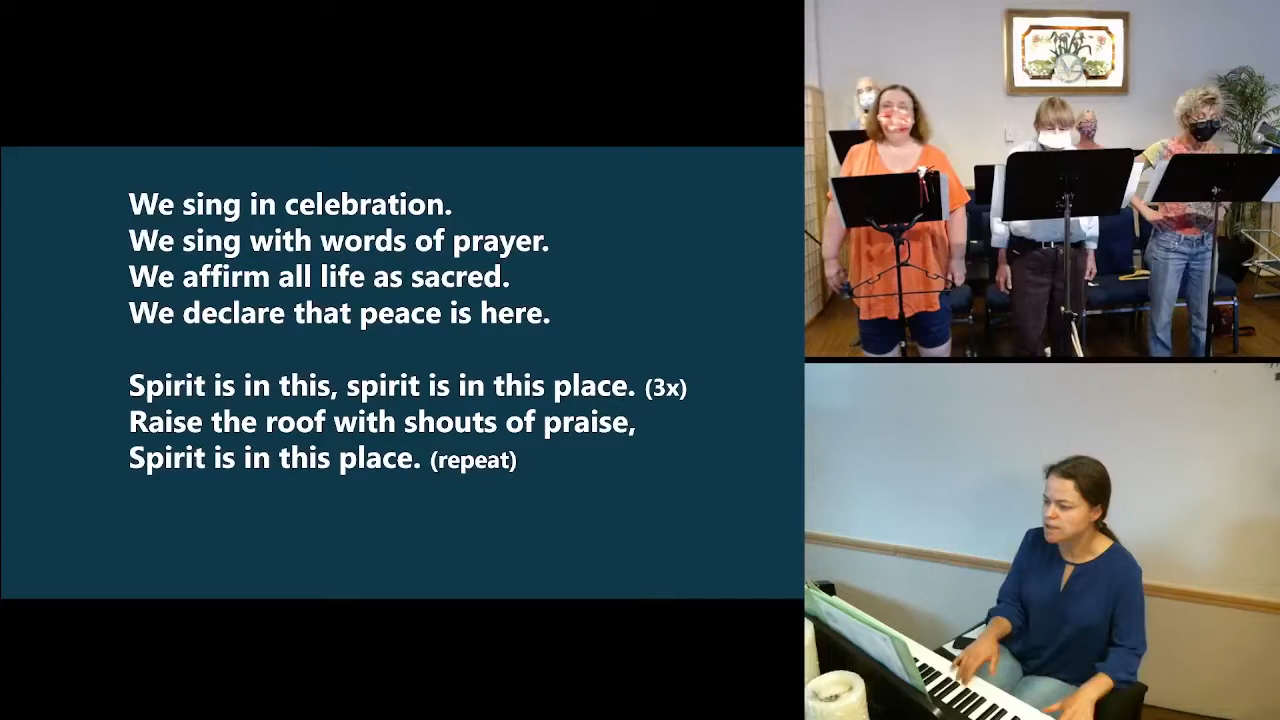 We sing in celebration.
We sing with words of prayer.
We affirm all life as sacred.
We declare that peace is here.
Spirit is in this, spirit is in this place. (3x)
Raise the roof with shouts of praise,
Spirit is in this place. (repeat)